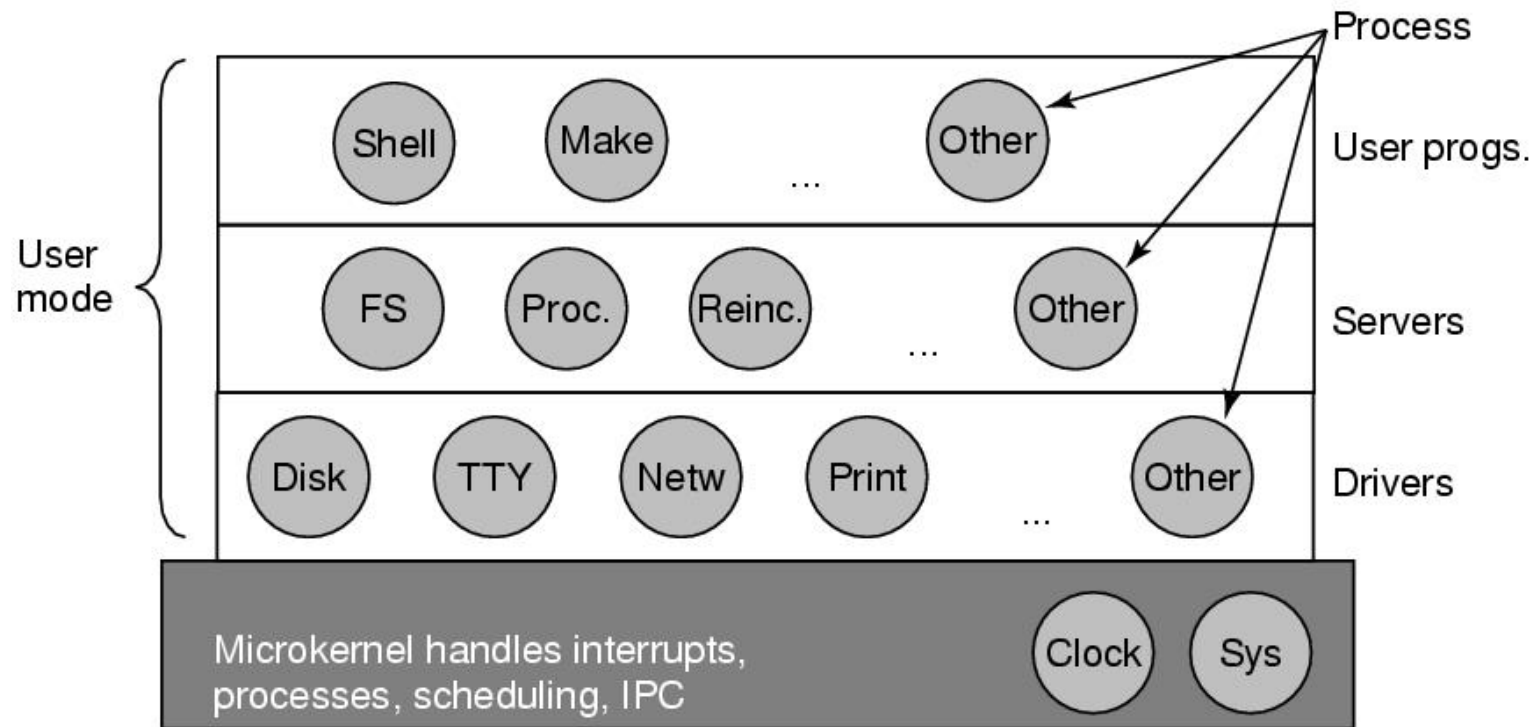 Process
Shell
Make
...
Other
User progs.
User
mode
FS
Proc.
Reinc.
...
Other
Servers
Disk
TTY
Netw
Print
...
Other
Drivers
Microkernel handles interrupts,
processes, scheduling, IPC
Clock
Sys